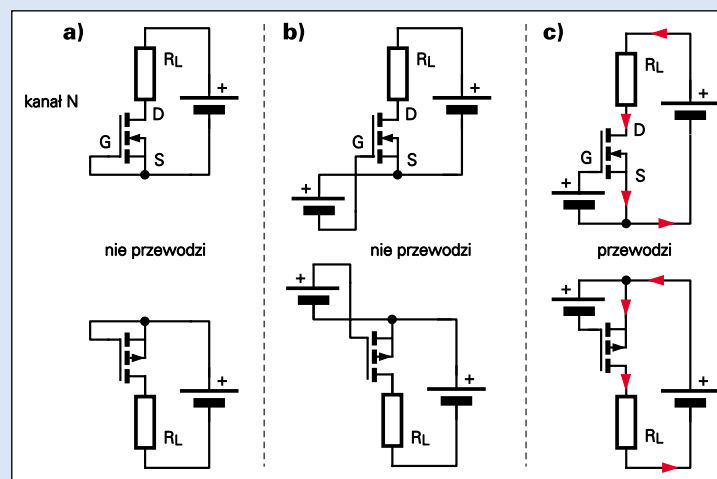 a)
RL
+
kanał N
D
G
S
nie przewodzi
+
RL
b)
RL
+
D
G
S
+
nie przewodzi
+
+
RL
c)
RL
+
D
G
S
+
przewodzi
+
+
RL